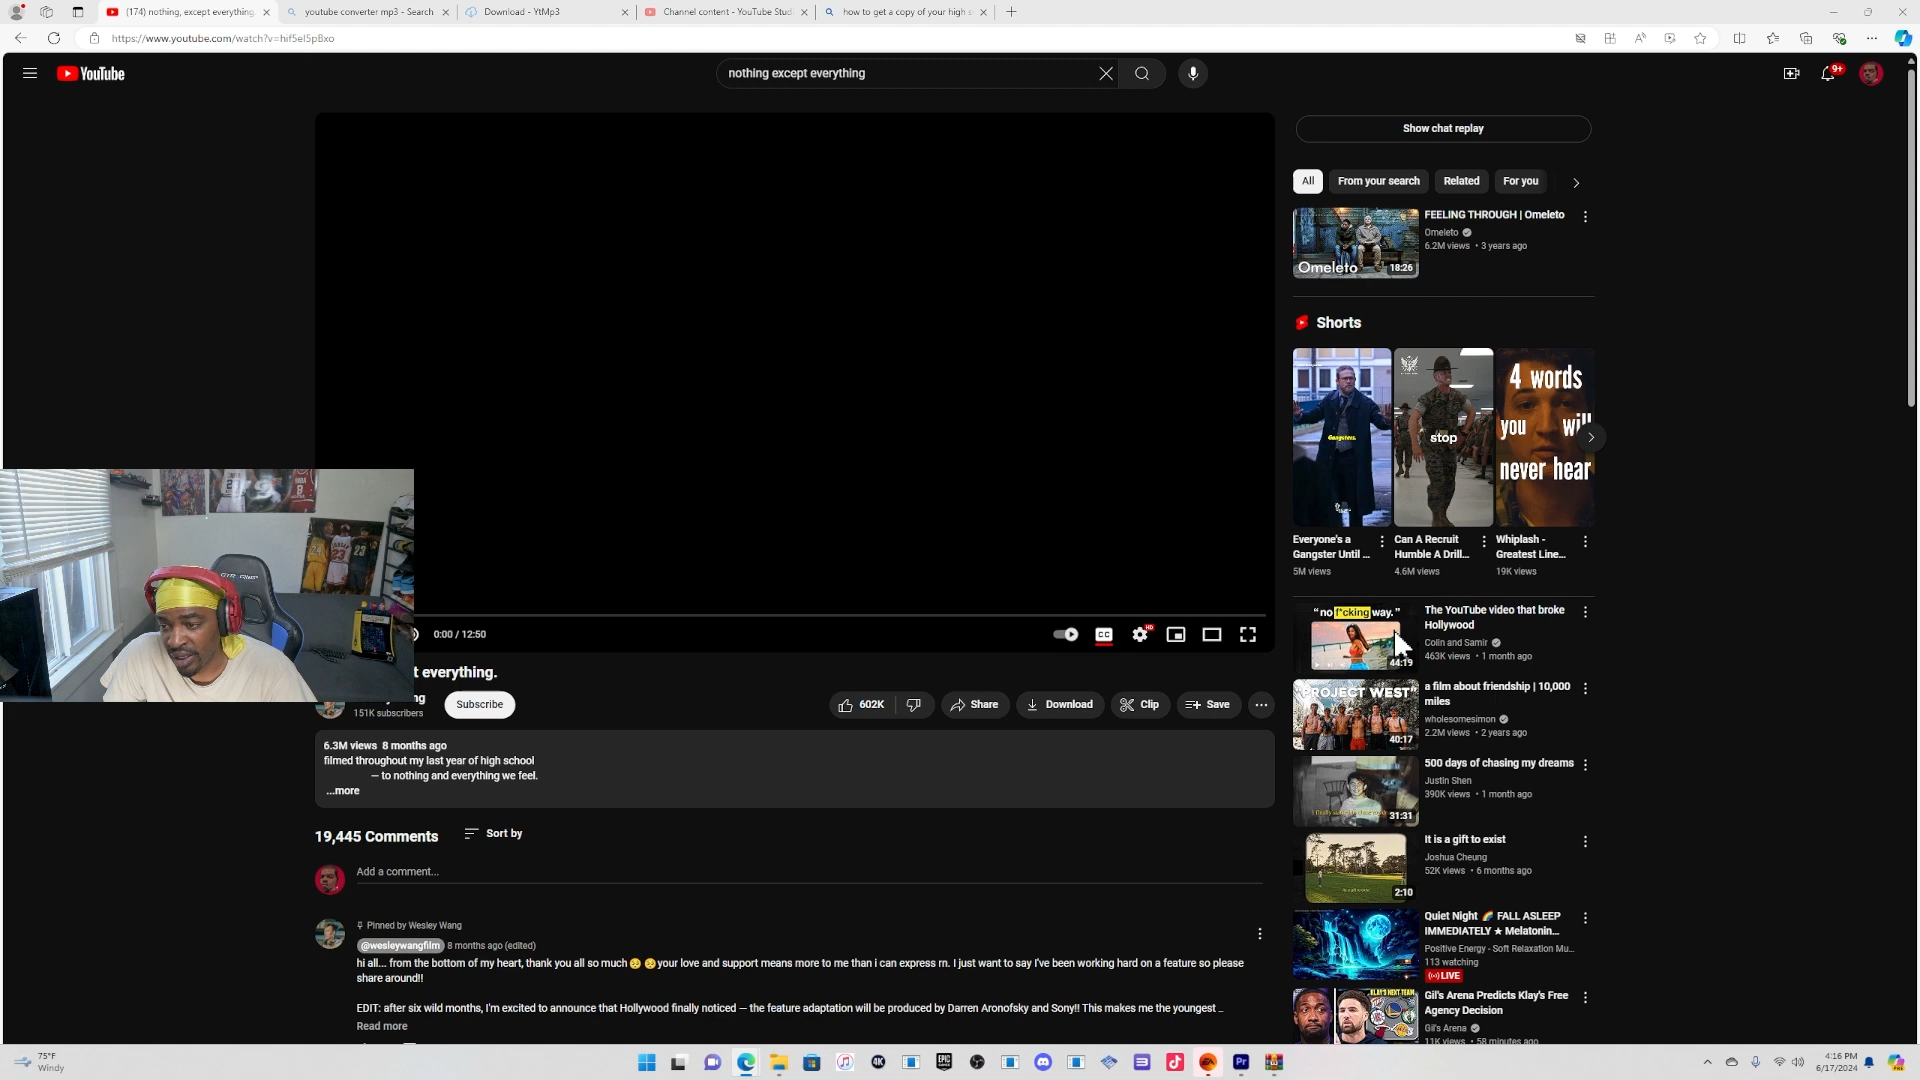 (174) nothing, except everything.
youtube converter mp3 - Search
Download - YtMp3
Channel content - YouTube Studi
how to get a copy of your high s
https://www.youtube.com/watch?v=hif5eI5pBxo
YouTube
nothing except everything
9+
Show chat replay
All
From your search
Related
For you
FEELING THROUGH | Omeleto
Omeleto
6.2M views • 3 years ago
Omeleto
18:26
Shorts
Gangsters.
stop
4 words
you will
never hear
Everyone's a
Gangster Until ...
5M views
Can A Recruit
Humble A Drill...
4.6M views
Whiplash -
Greatest Line...
19K views
"no f*cking way."
44:19
The YouTube video that broke
Hollywood
Colin and Samir
463K views • 1 month ago
0:00 / 12:50
CC
HD
t everything.
151K subscribers
Subscribe
602K
Share
Download
Clip
Save
"PROJECT WEST"
40:17
a film about friendship | 10,000
miles
wholesomesimon
2.2M views • 2 years ago
6.3M views 8 months ago
filmed throughout my last year of high school
— to nothing and everything we feel.
...more
31:31
500 days of chasing my dreams
Justin Shen
390K views • 1 month ago
19,445 Comments
Sort by
Add a comment...
2:10
It is a gift to exist
Joshua Cheung
52K views • 6 months ago
Pinned by Wesley Wang
@wesleywangfilm 8 months ago (edited)
hi all... from the bottom of my heart, thank you all so much🥺 🥺your love and support means more to me than i can express rn. I just want to say I've been working hard on a feature so please
share around!!
EDIT: after six wild months, I'm excited to announce that Hollywood finally noticed — the feature adaptation will be produced by Darren Aronofsky and Sony!! This makes me the youngest ...
Read more
Quiet Night 🌈 FALL ASLEEP
IMMEDIATELY ★ Melatonin...
Positive Energy - Soft Relaxation Mu...
113 watching
LIVE
KLAY'S NEXT TEAM
Gil's Arena Predicts Klay's Free
Agency Decision
Gil's Arena
11K views • 58 minutes ago
75°F
Windy
4:16 PM
6/17/2024